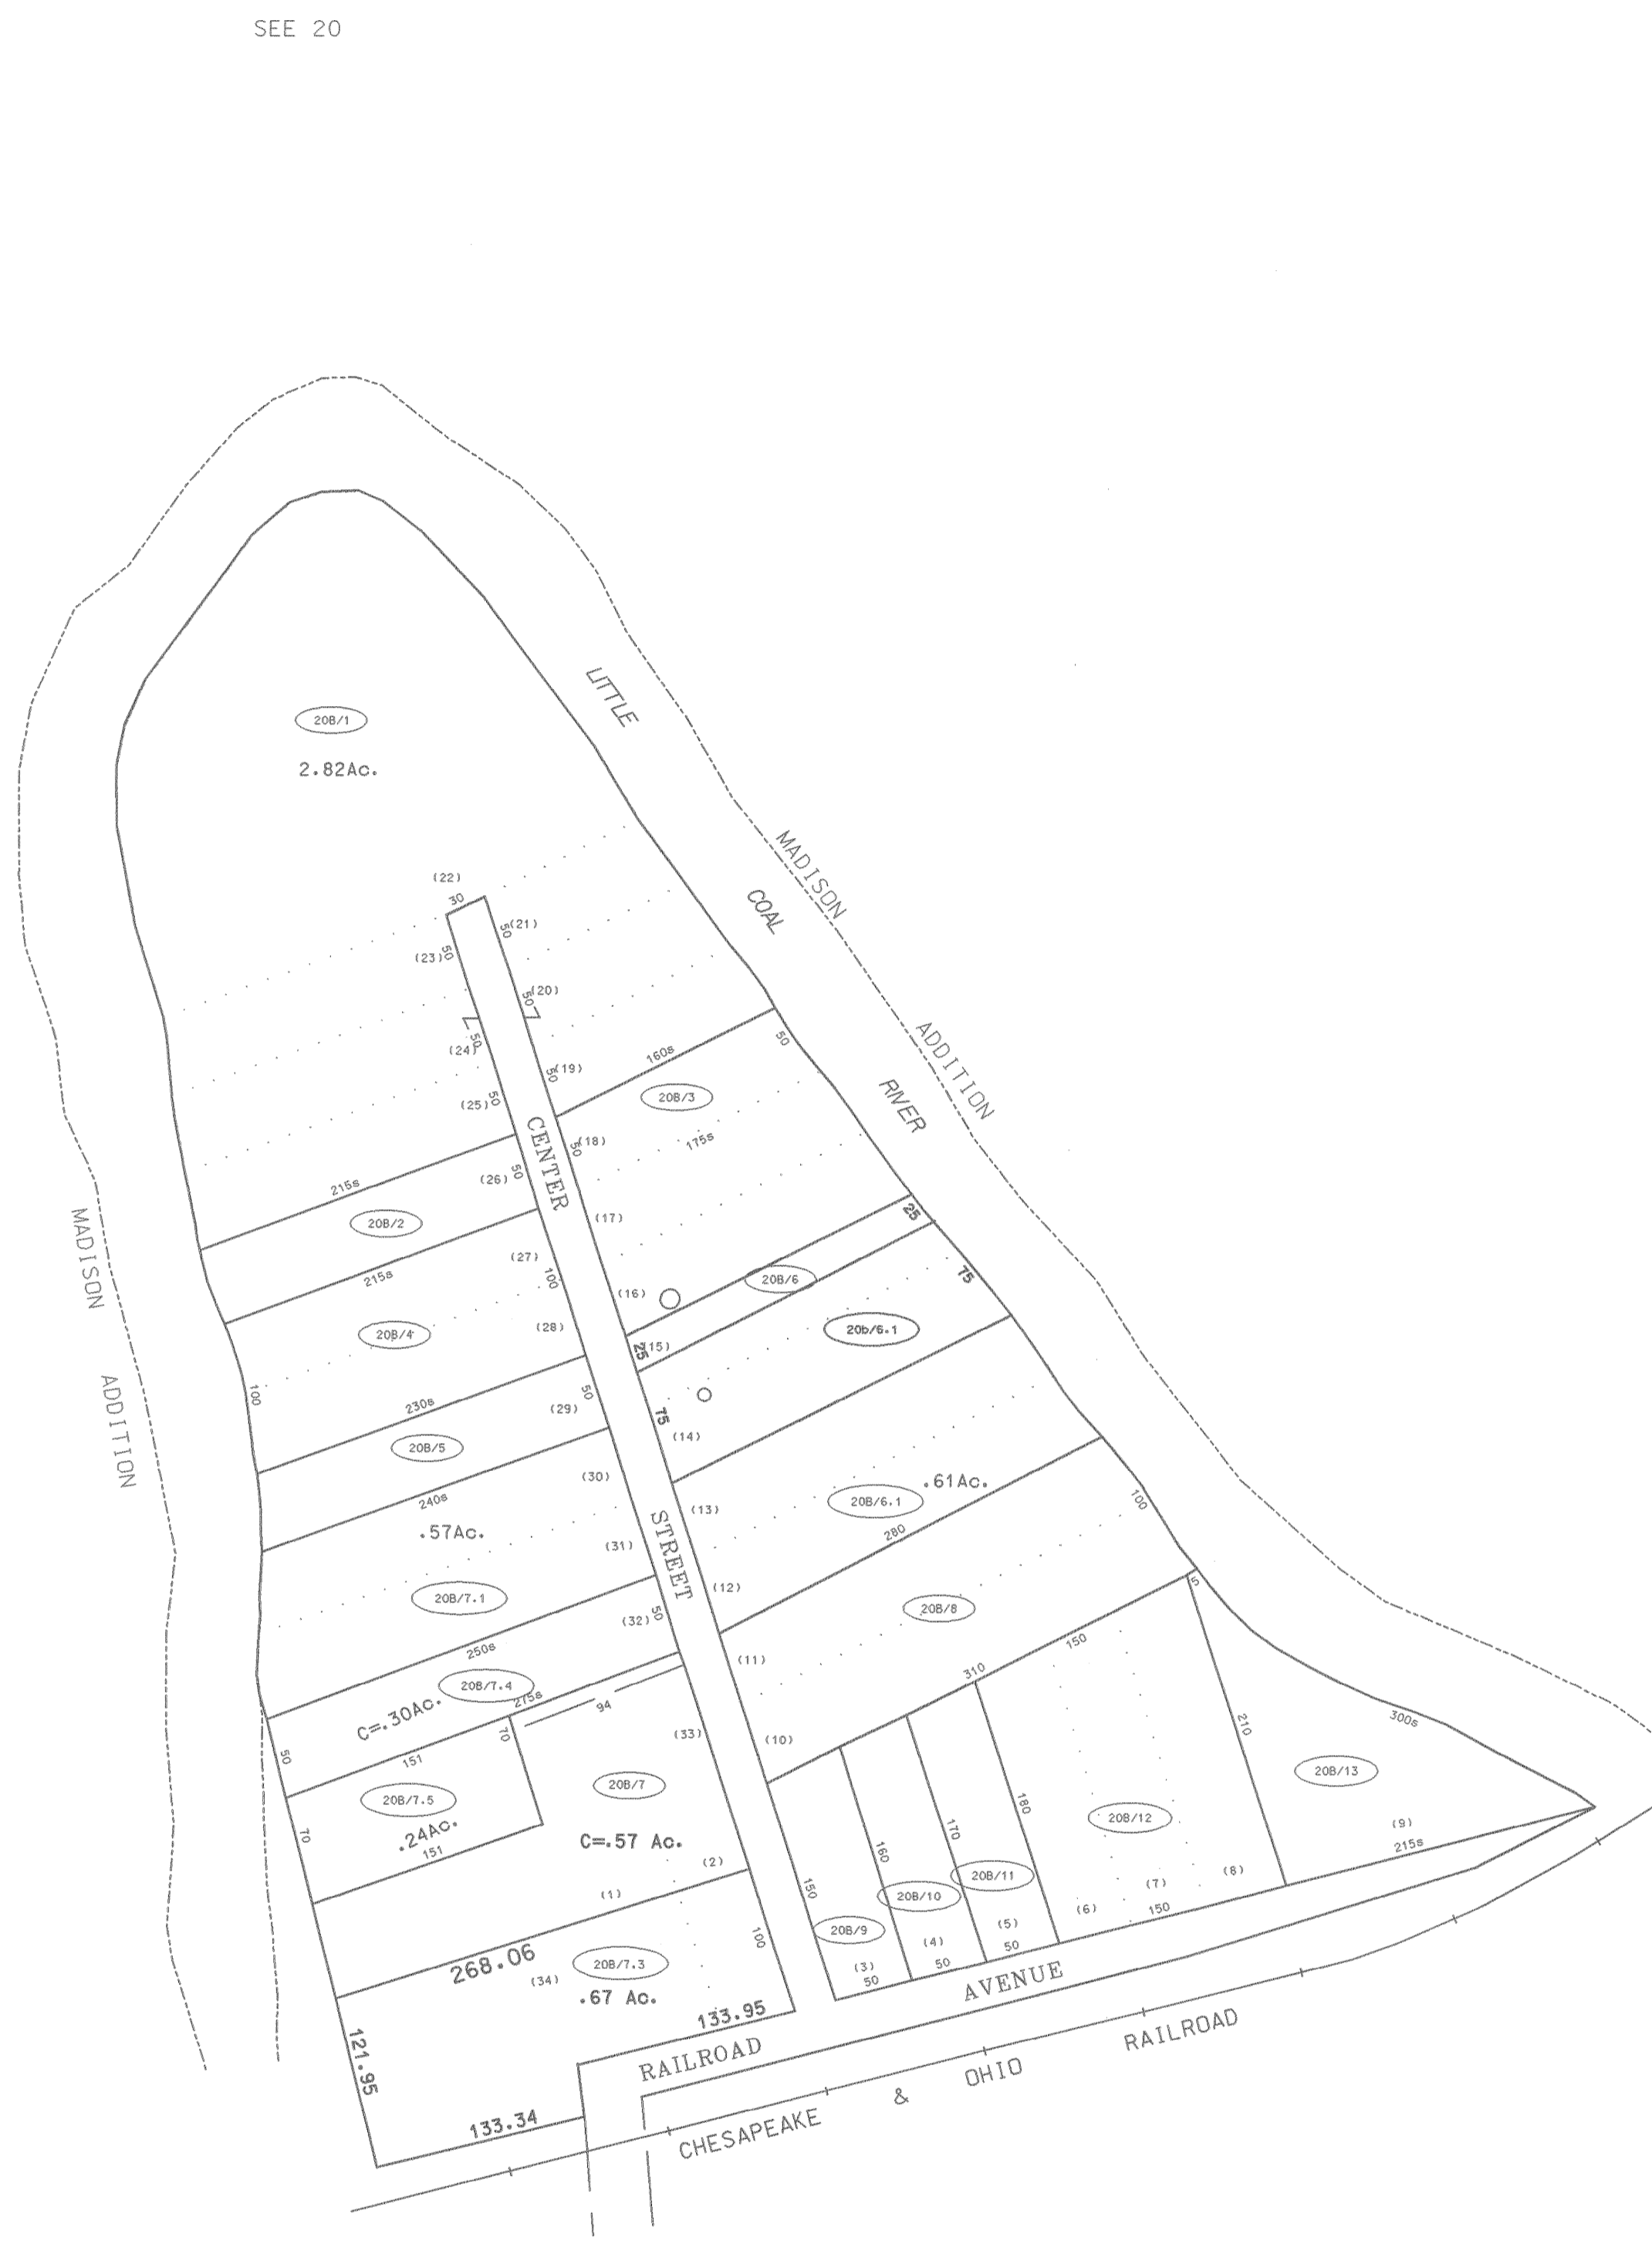 SEE 20
LITTLE
COAL
RIVER
MADISON
ADDITION
MADISON
ADDITION
20B/1
2.82Ac.
(22)
30
50
(21)
(23)
50
50
(20)
50
(24)
50
(19)
(25)
50
160s
50
20B/3
175s
50
(18)
CENTER
STREET
215s
(26)
50
20B/2
(17)
215s
(27)
100
20B/4
100
(28)
(16)
25
20B/6
25
(15)
75
20b/6.1
75
(14)
230s
50
(29)
20B/5
240s
.57Ac.
(30)
(31)
20B/7.1
(13)
20B/6.1
.61Ac.
280
(12)
100
250s
(32)
50
20B/7.4
C=.30Ac.
275s
94
50
151
70
20B/8
(11)
(10)
310
150
5
(33)
20B/7
C=.57 Ac.
20B/7.5
.24Ac.
70
151
(2)
(1)
100
268.06
(34)
20B/7.3
.67 Ac.
133.95
121.95
133.34
150
20B/9
(3)
50
160
20B/10
(4)
50
170
20B/11
(5)
50
180
20B/12
(6)
(7)
(8)
150
210
20B/13
300s
(9)
215s
RAILROAD
AVENUE
CHESAPEAKE
&
OHIO
RAILROAD